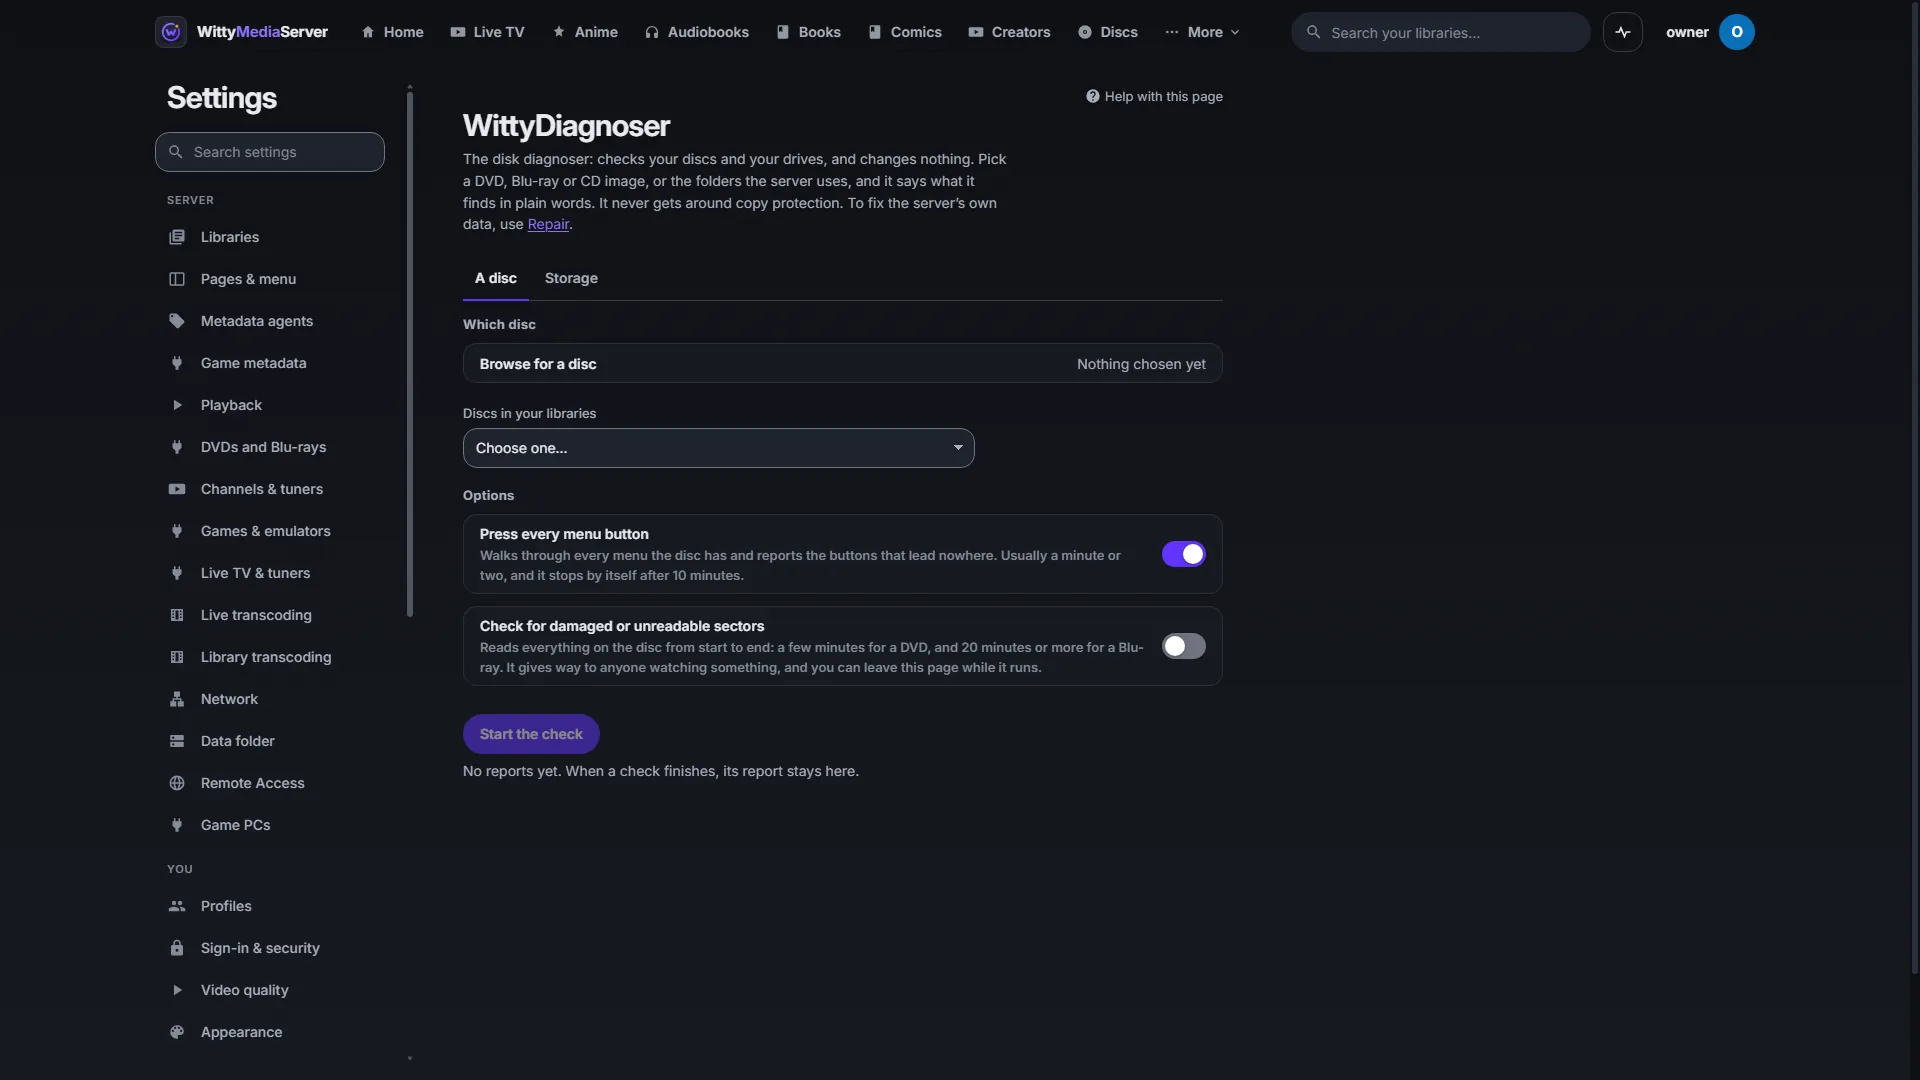 WittyMediaServer
Home
Live TV
Anime
Audiobooks
Books
Comics
Creators
Discs
More
Search your libraries...
owner
O
Settings
Search settings
SERVER
Libraries
Pages & menu
Metadata agents
Game metadata
Playback
DVDs and Blu-rays
Channels & tuners
Games & emulators
Live TV & tuners
Live transcoding
Library transcoding
Network
Data folder
Remote Access
Game PCs
YOU
Profiles
Sign-in & security
Video quality
Appearance
Help with this page
WittyDiagnoser
The disk diagnoser: checks your discs and your drives, and changes nothing. Pick
a DVD, Blu-ray or CD image, or the folders the server uses, and it says what it
finds in plain words. It never gets around copy protection. To fix the server’s own
data, use Repair.
A disc
Storage
Which disc
Browse for a disc
Nothing chosen yet
Discs in your libraries
Choose one...
Options
Press every menu button
Walks through every menu the disc has and reports the buttons that lead nowhere. Usually a minute or
two, and it stops by itself after 10 minutes.
Check for damaged or unreadable sectors
Reads everything on the disc from start to end: a few minutes for a DVD, and 20 minutes or more for a Blu-
ray. It gives way to anyone watching something, and you can leave this page while it runs.
Start the check
No reports yet. When a check finishes, its report stays here.